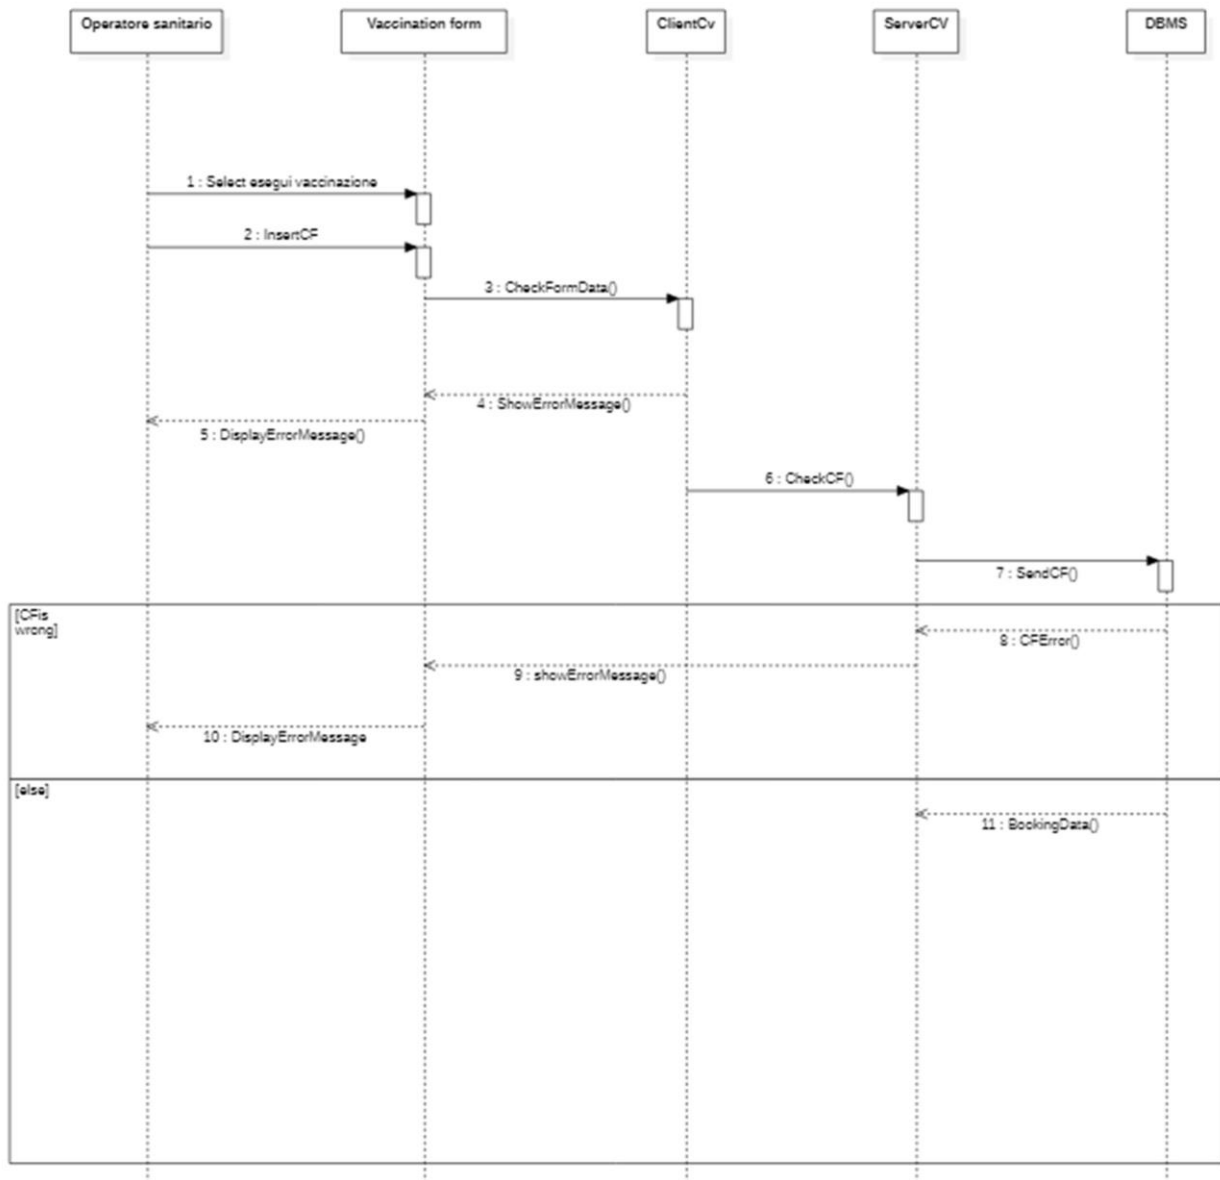 Operatore sanitario
Vaccination form
ClientCv
ServerCV
DBMS
1 : Select esegui vaccinazione
2 : InsertCF
3 : CheckFormData()
4 : ShowErrorMessage()
5 : DisplayErrorMessage()
6 : CheckCF()
7 : SendCF()
[CFis
wrong]
8 : CFError()
9 : showErrorMessage()
10 : DisplayErrorMessage
[else]
11 : BookingData()